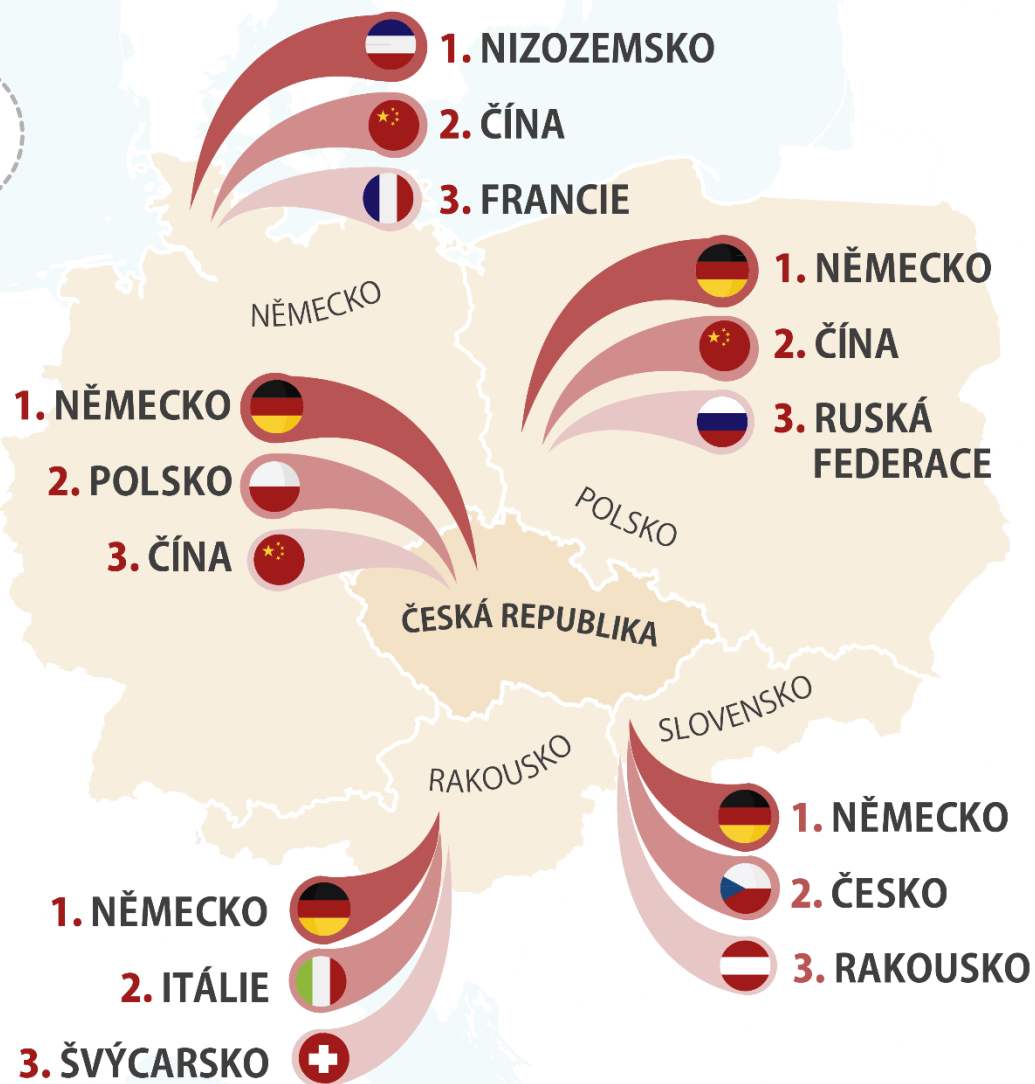 1. NIZOZEMSKO
2. ČÍNA
3. FRANCIE
NĚMECKO
1. NĚMECKO
2. ČÍNA
3. RUSKÁ
FEDERACE
POLSKO
1. NĚMECKO
2. POLSKO
3. ČÍNA
ČESKÁ REPUBLIKA
SLOVENSKO
1. NĚMECKO
2. ČESKO
3. RAKOUSKO
RAKOUSKO
1. NĚMECKO
2. ITÁLIE
3. ŠVÝCARSKO